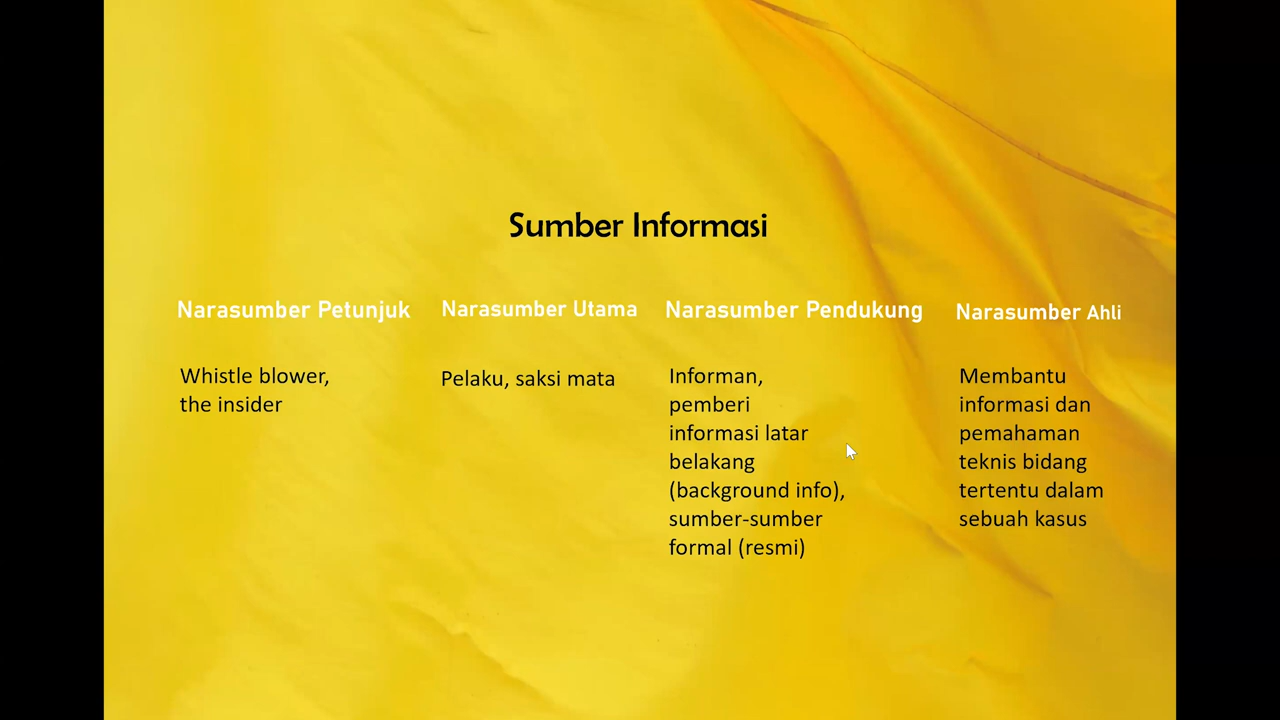 Sumber Informasi
Narasumber Petunjuk
Whistle blower,
the insider
Narasumber Utama
Pelaku, saksi mata
Narasumber Pendukung
Informan,
pemberi
informasi latar
belakang
(background info),
sumber-sumber
formal (resmi)
Narasumber Ahli
Membantu
informasi dan
pemahaman
teknis bidang
tertentu dalam
sebuah kasus